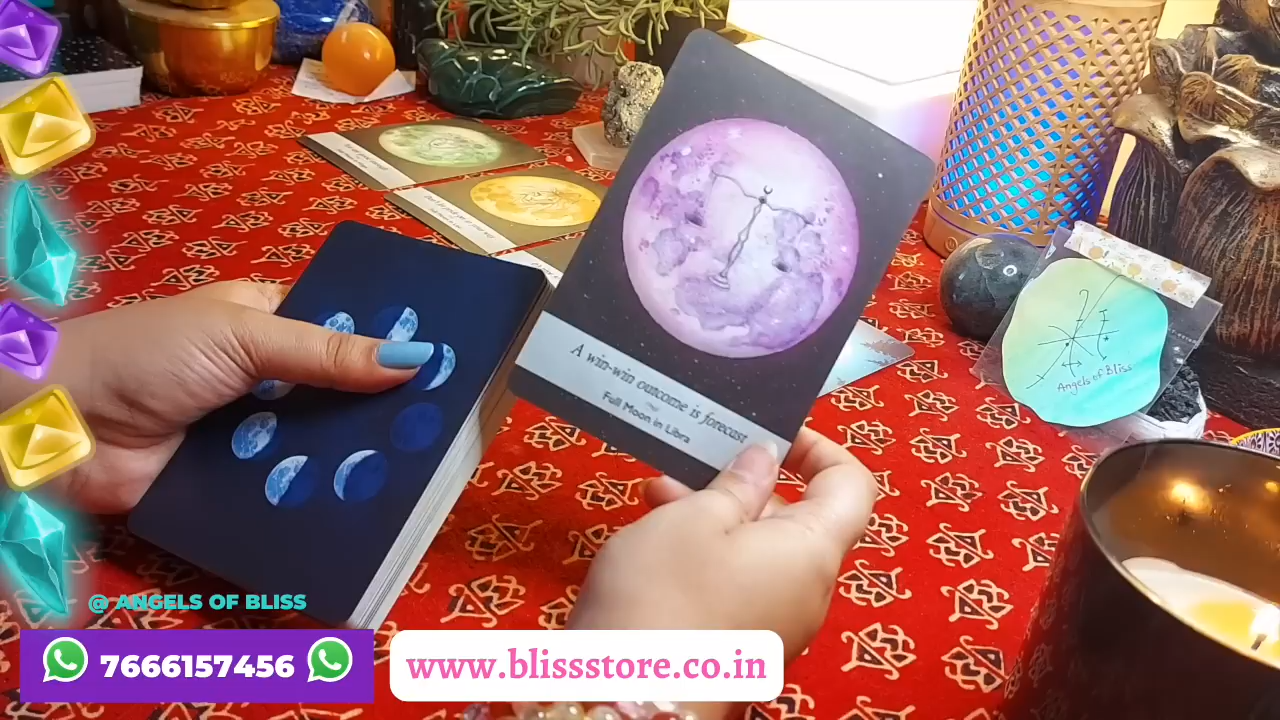 A win-win outcome is forecast
Full Moon in Libra
Angels of Bliss
@ ANGELS OF BLISS
7666157456
www.blissstore.co.in